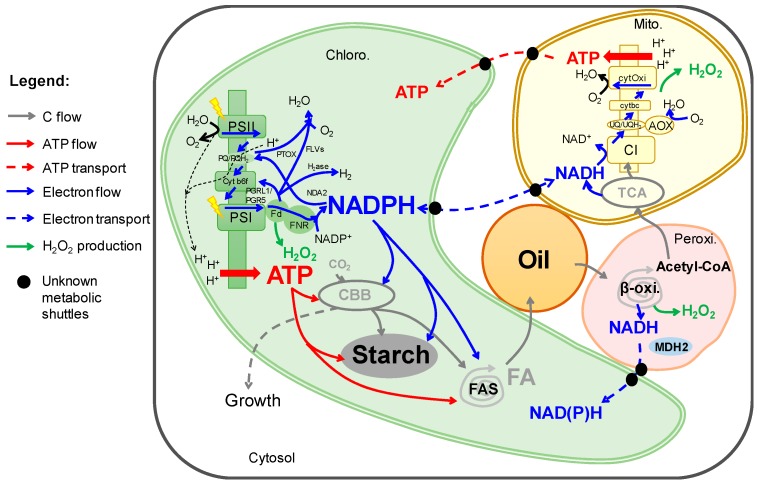 Legend:
C flow
ATP flow
ATP transport
Electron flow
Electron transport
H2O2 production
Unknown
metabolic
shuttles
Chloro.
H2O
O2
PSII
PQ/PQH2
H+
Cyt b6f
PGRL1/
PGR5
PSI
Fd
FNR
PTOX
FLVs
H2O
O2
H2ase
H2
NDA2
NADPH
NADP+
H2O2
H+
H+
H+
ATP
CO2
CBB
Starch
FAS
FA
Growth
Cytosol
ATP
Mito.
ATP
H+
H+
H+
H2O
O2
cytOxi
H2O2
cytbc
UQ/UQH2
AOX
H2O
O2
NAD+
CI
NADH
TCA
Oil
Peroxi.
Acetyl-CoA
β-oxi.
H2O2
NADH
MDH2
NAD(P)H